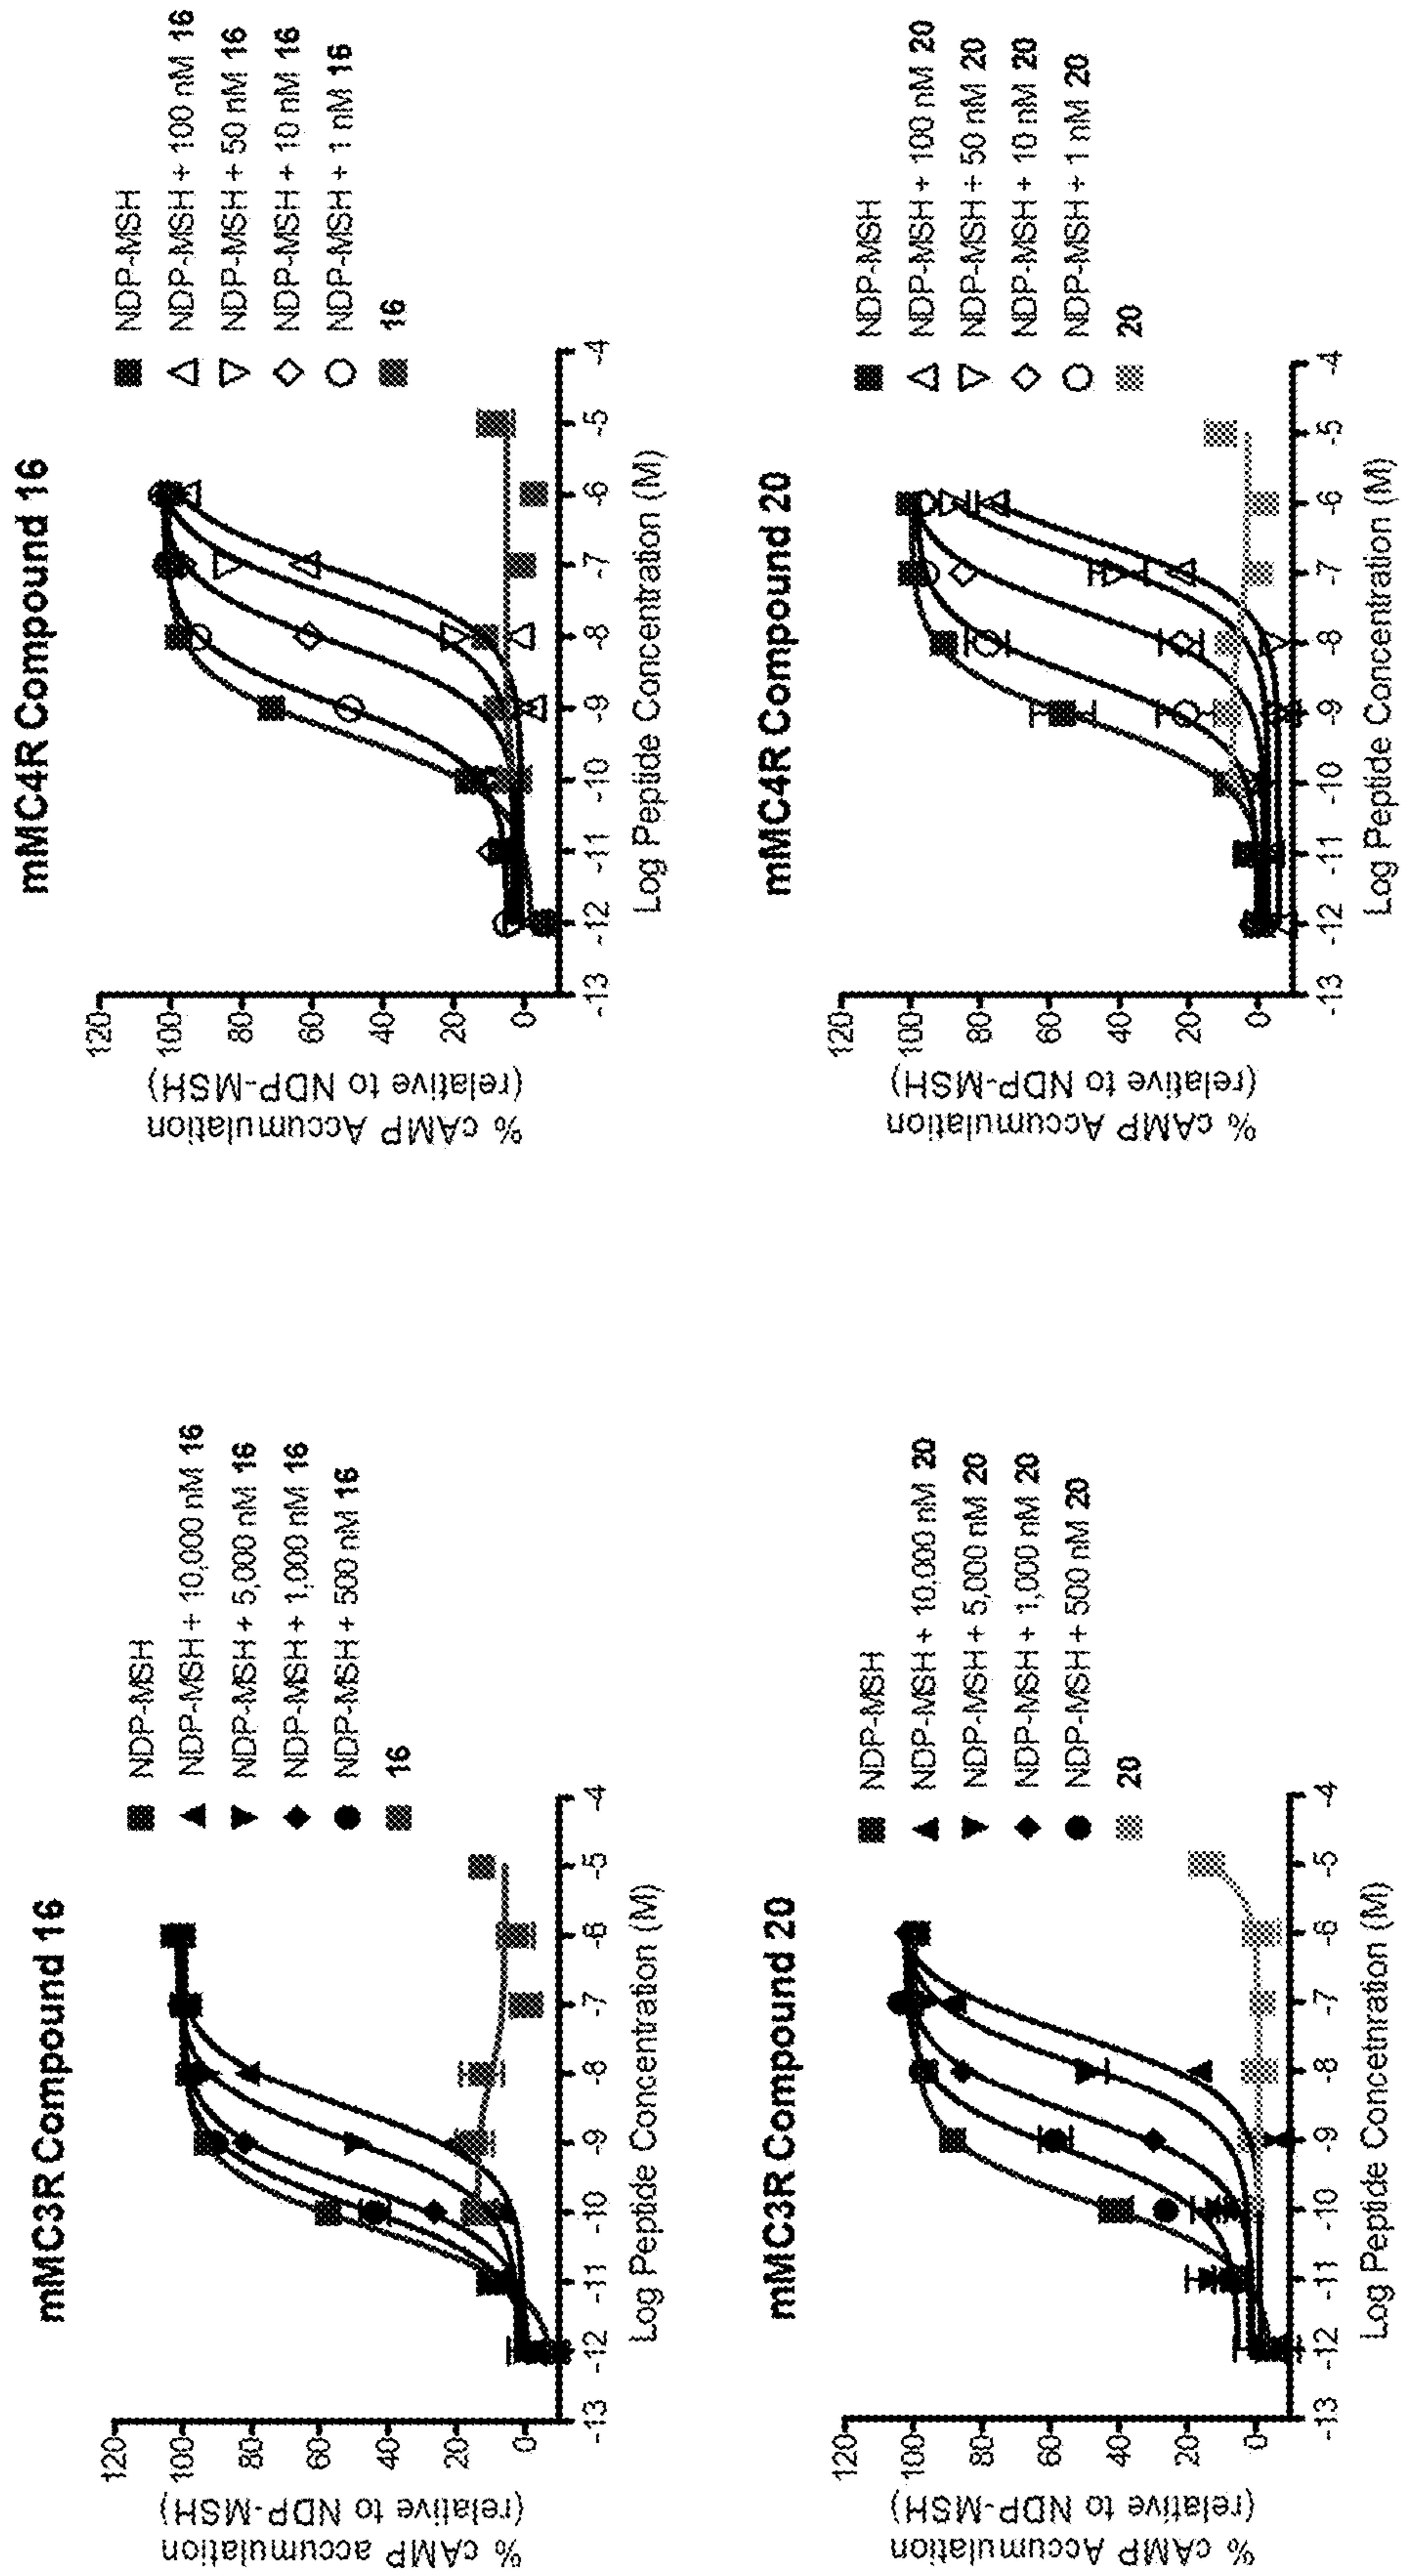 mMC3R Compound 16
% cAMP accumulation
(relative to NDP-MSH)
120
100
80
60
40
20
0
-13
-12
-11
-10
-9
-8
-7
-6
-5
-4
Log Peptide Concentration (M)
NDP-MSH
NDP-MSH + 10,000 nM 16
NDP-MSH + 5,000 nM 16
NDP-MSH + 1,000 nM 16
NDP-MSH + 500 nM 16
16
mMC4R Compound 16
% cAMP Accumulation
(relative to NDP-MSH)
120
100
80
60
40
20
0
-13
-12
-11
-10
-9
-8
-7
-6
-5
-4
Log Peptide Concentration (M)
NDP-MSH
NDP-MSH + 100 nM 16
NDP-MSH + 50 nM 16
NDP-MSH + 10 nM 16
NDP-MSH + 1 nM 16
16
mMC3R Compound 20
% cAMP Accumulation
(relative to NDP-MSH)
120
100
80
60
40
20
0
-13
-12
-11
-10
-9
-8
-7
-6
-5
-4
Log Peptide Concetnration (M)
NDP-MSH
NDP-MSH + 10,000 nM 20
NDP-MSH + 5,000 nM 20
NDP-MSH + 1,000 nM 20
NDP-MSH + 500 nM 20
20
mMC4R Compound 20
% cAMP Accumulation
(relative to NDP-MSH)
120
100
80
60
40
20
0
-13
-12
-11
-10
-9
-8
-7
-6
-5
-4
Log Peptide Concentration (M)
NDP-MSH
NDP-MSH + 100 nM 20
NDP-MSH + 50 nM 20
NDP-MSH + 10 nM 20
NDP-MSH + 1 nM 20
20